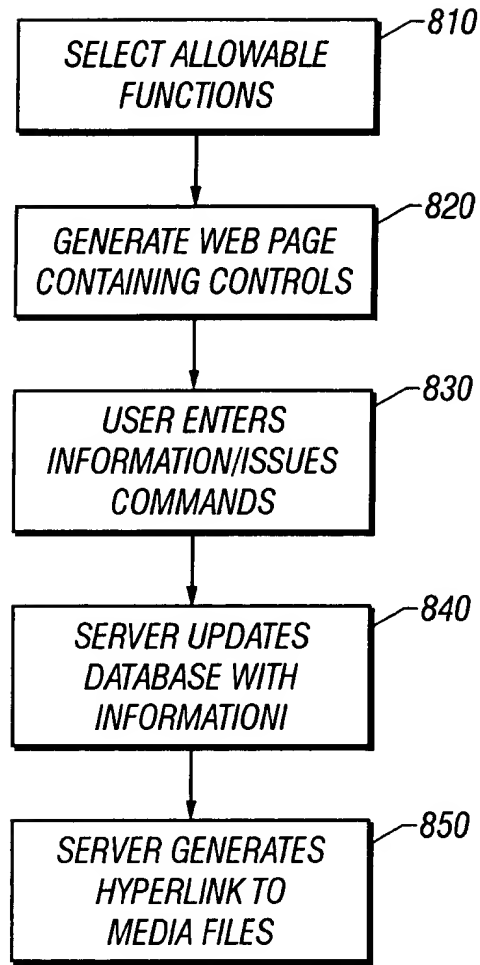 810
SELECT ALLOWABLE
FUNCTIONS
820
GENERATE WEB PAGE
CONTAINING CONTROLS
830
USER ENTERS
INFORMATION/ISSUES
COMMANDS
840
SERVER UPDATES
DATABASE WITH
INFORMATIONI
850
SERVER GENERATES
HYPERLINK TO
MEDIA FILES